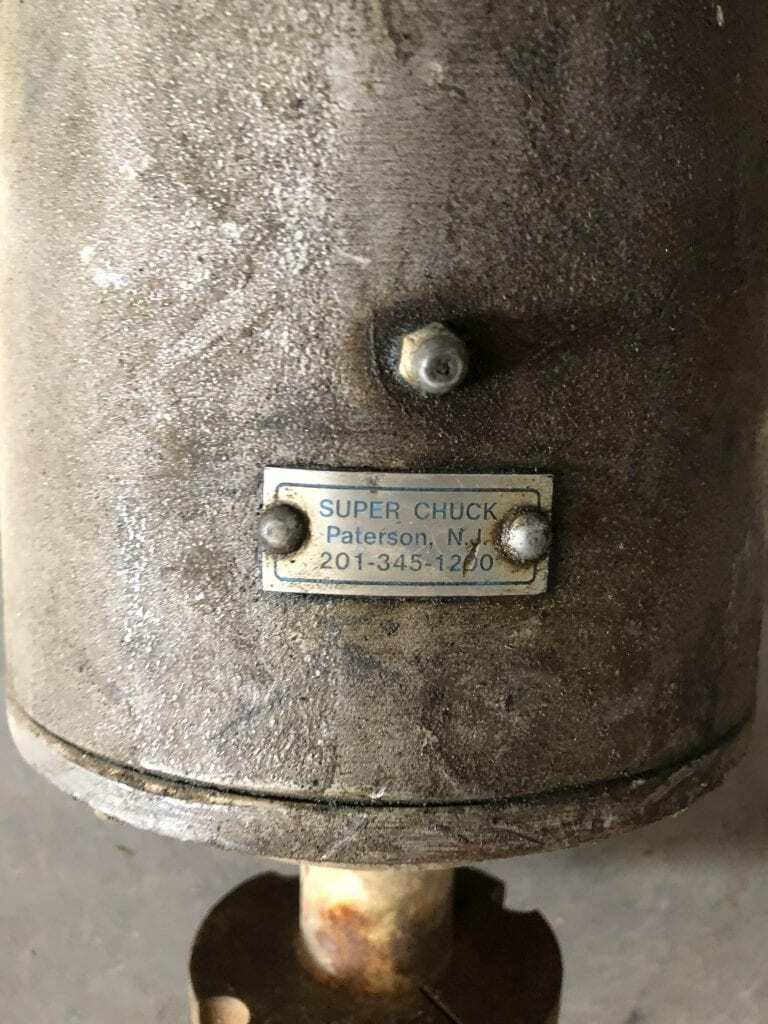 SUPER CHUCK
Paterson, N.J.
201-345-1200